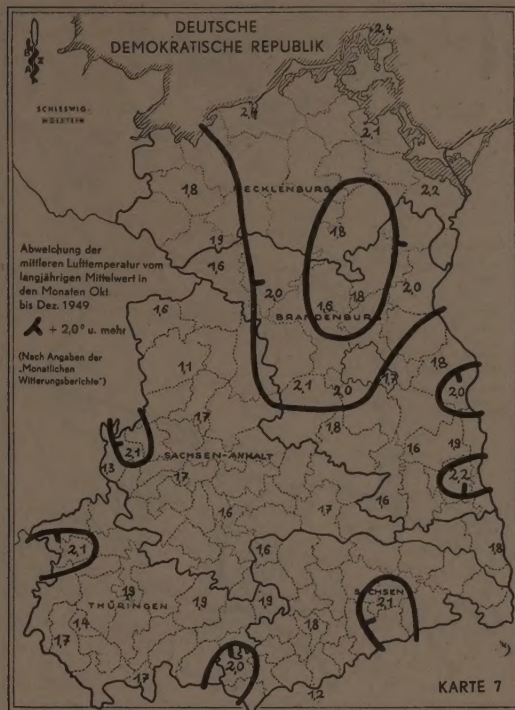 DEUTSCHE
DEMOKRATISCHE REPUBLIK
2,4
SCHLESWIG-
HOLSTEIN
2,1
1,8
MECKLENBURG
2,2
1,8
Abweichung der
mittleren Lufttemperatur vom
langjährigen Mittelwert in
den Monaten Okt.
bis Dez. 1949
+ 2,0° u. mehr
(Nach Angaben der
„Monatlichen
Witterungsberichte")
1,9
1,6
2,0
1,6
1,8
2,0
BRANDENBURG
1,6
1,1
2,1
2,0
1,7
1,8
2,0
1,7
1,8
2,1
SACHSEN-ANHALT
1,6
1,9
1,3
1,7
2,2
1,6
1,7
1,6
2,1
1,6
1,8
1,9
THÜRINGEN
1,9
1,9
SACHSEN
2,1
1,4
1,8
1,7
2,0
1,7
1,2
KARTE 7